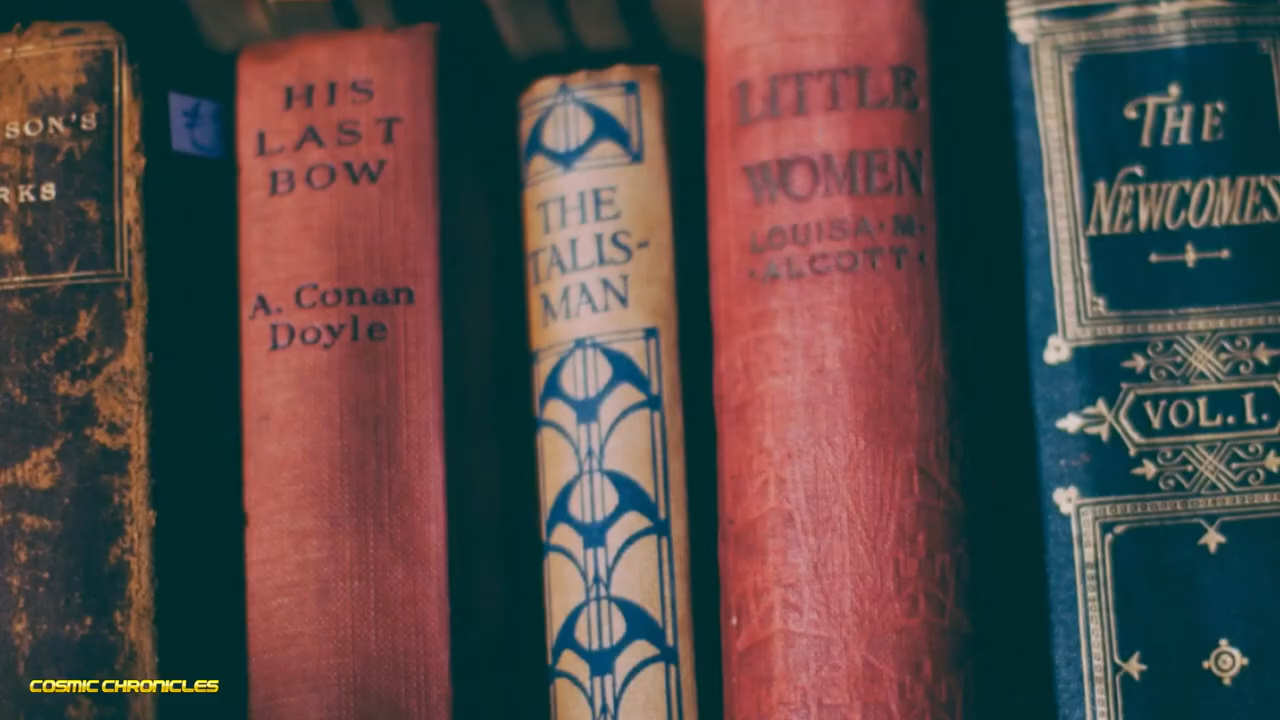 SON'S
RKS
HIS
LAST
BOW
A. Conan
Doyle
THE
TALIS-
MAN
LITTLE
WOMEN
LOUISA·M·
·ALCOTT·
THE
NEWCOMES
VOL. I.
COSMIC CHRONICLES